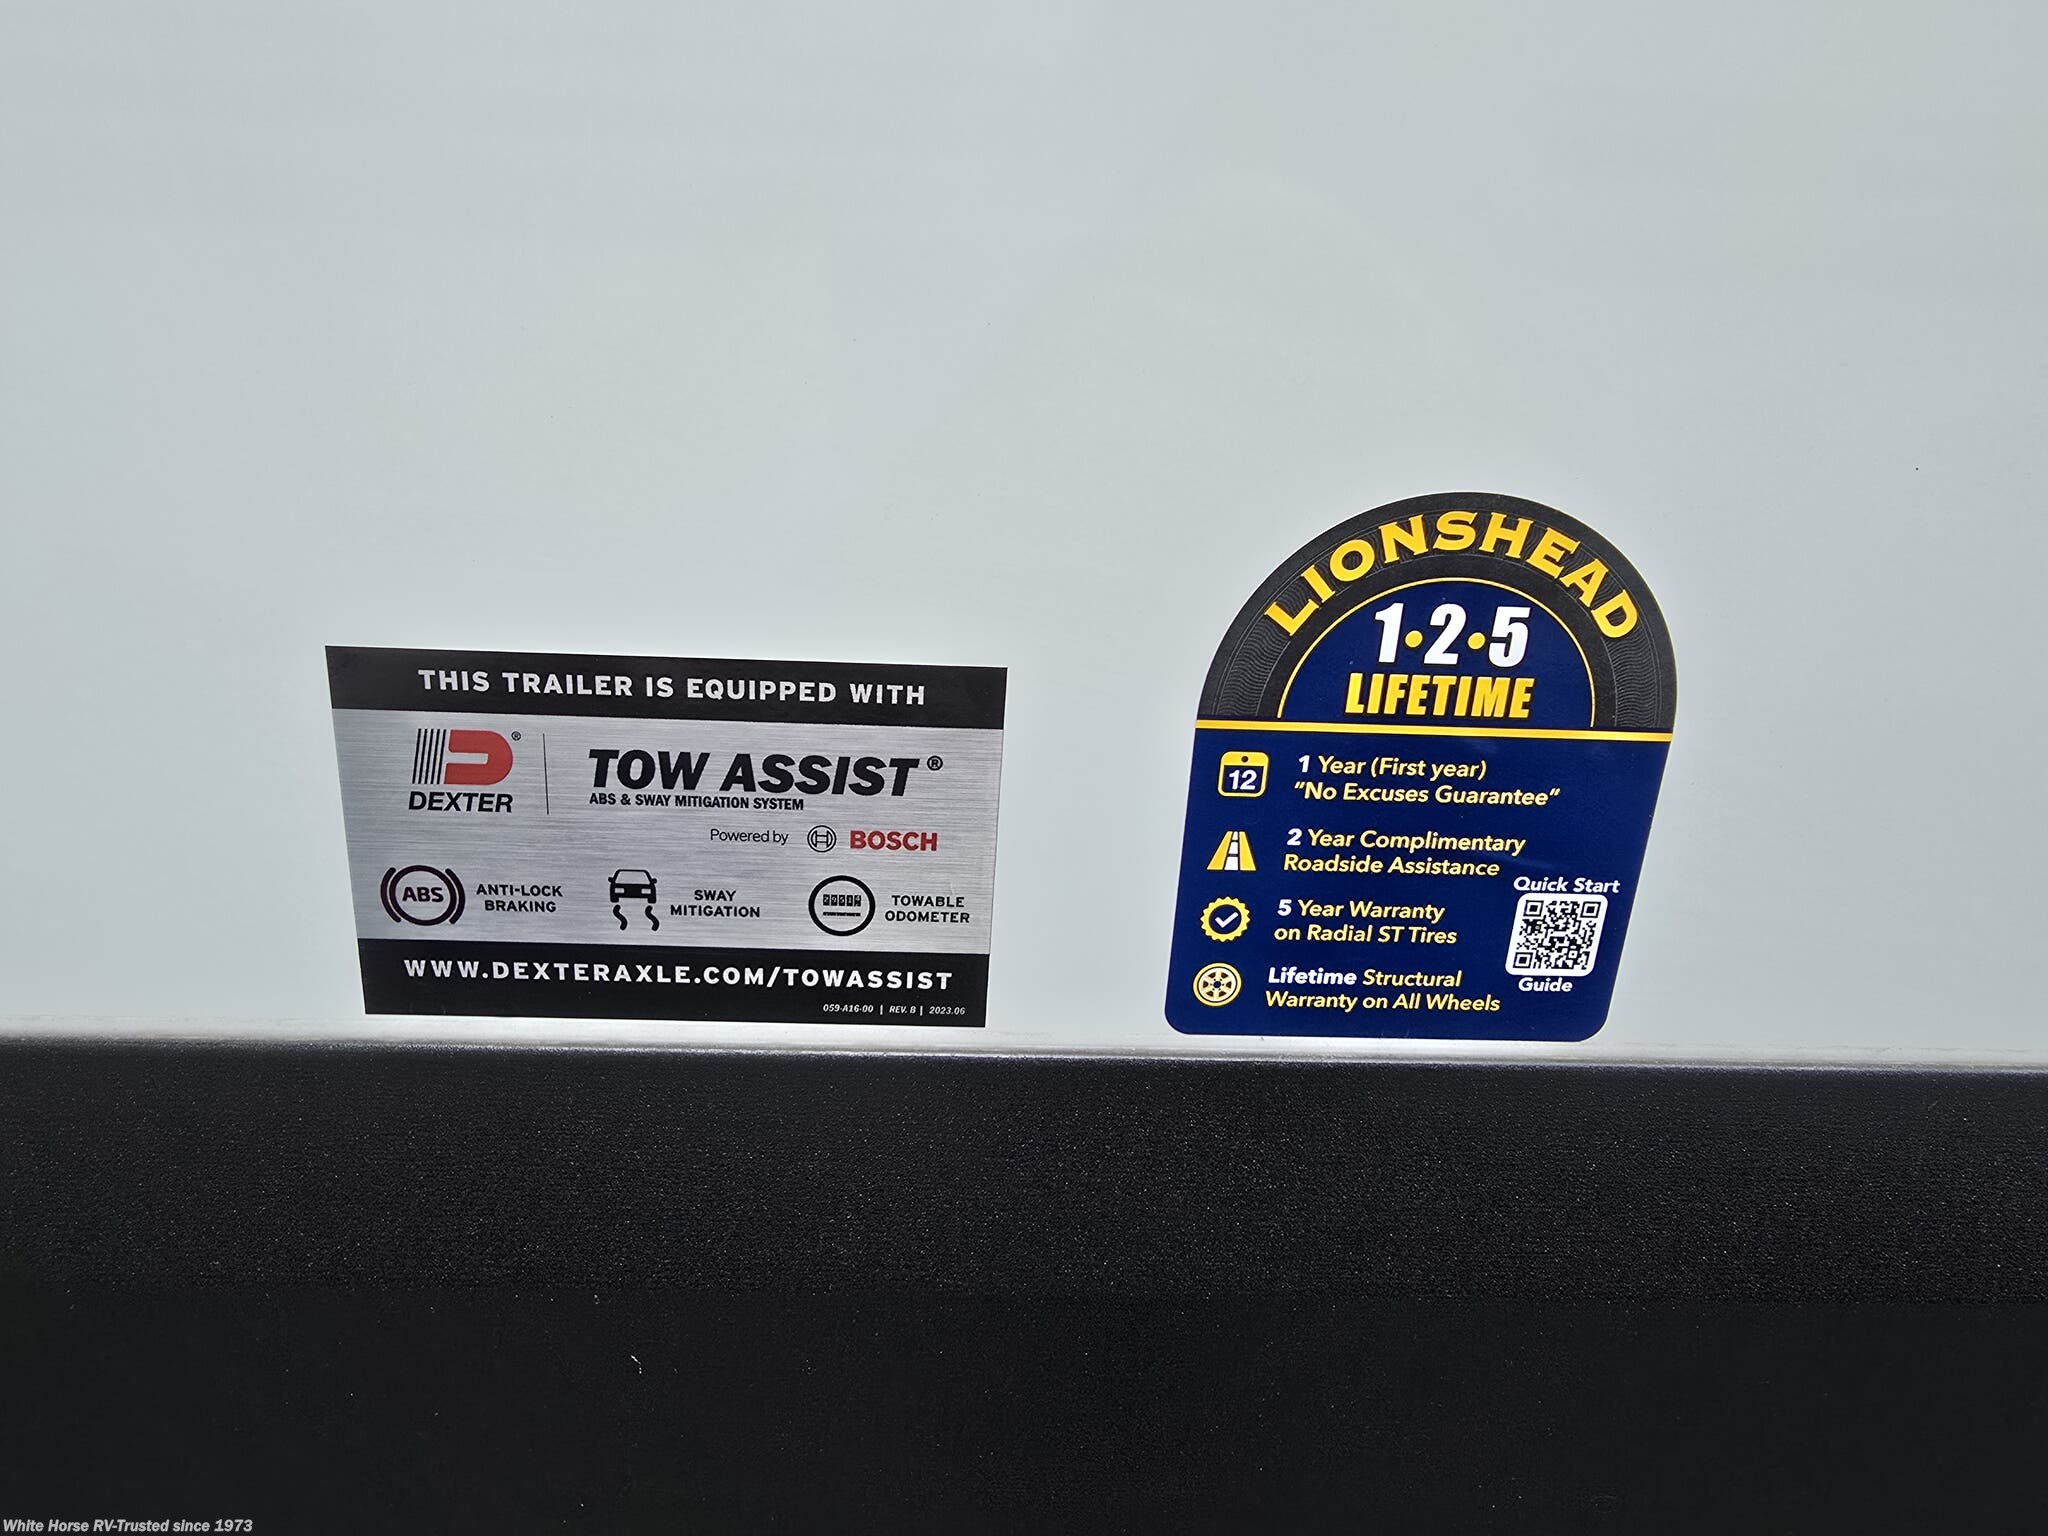 THIS TRAILER IS EQUIPPED WITH
DEXTER®
TOW ASSIST®
ABS & SWAY MITIGATION SYSTEM
Powered by BOSCH
ABS
ANTI-LOCK
BRAKING
SWAY
MITIGATION
TOWABLE
ODOMETER
WWW.DEXTERAXLE.COM/TOWASSIST
059-A16-00 | REV. B | 2023.06
LIONSHEAD
1•2•5
LIFETIME
12
1 Year (First year)
"No Excuses Guarantee"
2 Year Complimentary
Roadside Assistance
5 Year Warranty
on Radial ST Tires
Lifetime Structural
Warranty on All Wheels
Quick Start
Guide
White Horse RV-Trusted since 1973